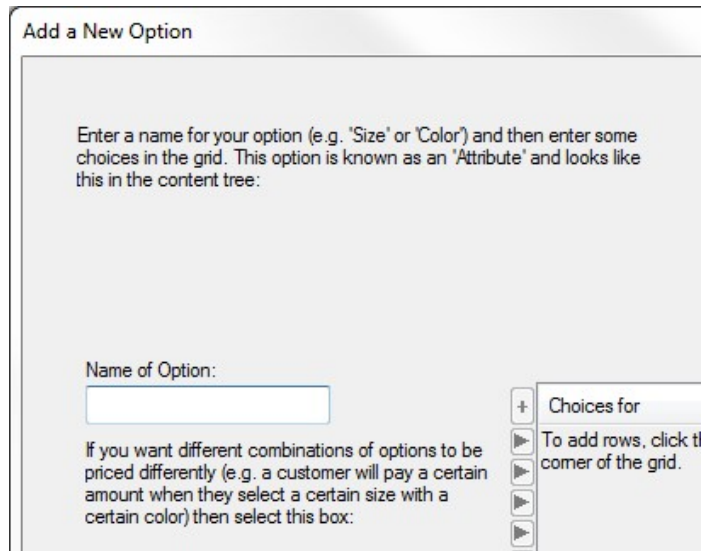 Add a New Option
Enter a name for your option (e.g. 'Size' or 'Color') and then enter some
choices in the grid. This option is known as an 'Attribute' and looks like
this in the content tree:
Name of Option:
+ Choices for
To add rows, click
corner of the grid.
If you want different combinations of options to be
priced differently (e.g. a customer will pay a certain
amount when they select a certain size with a
certain color) then select this box: